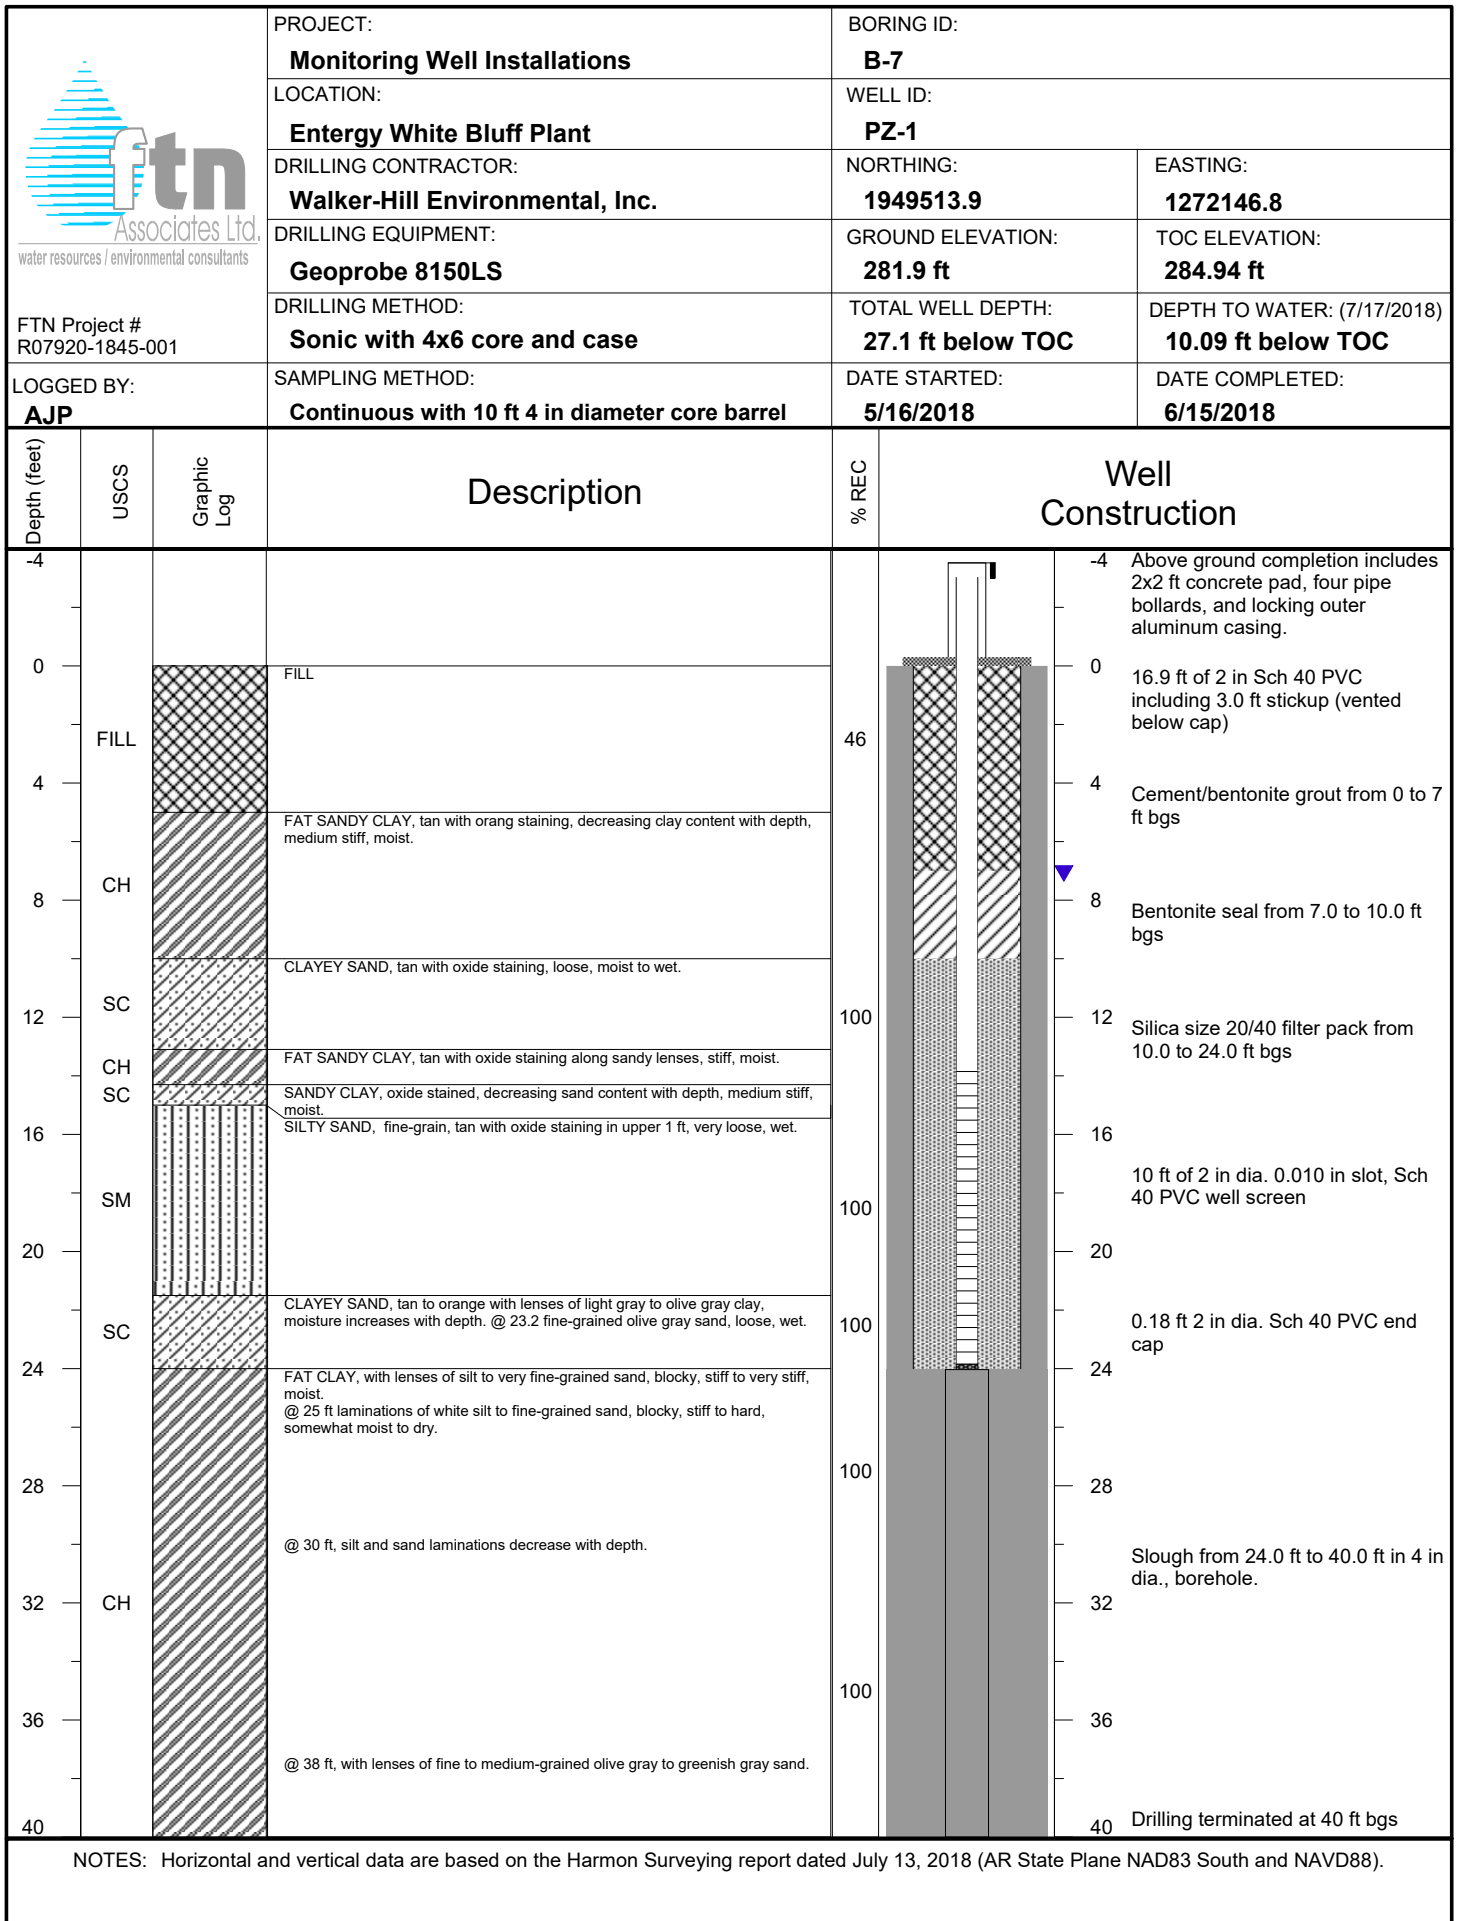 ftn
Associates Ltd.
water resources / environmental consultants
FTN Project #
R07920-1845-001
LOGGED BY:
AJP
PROJECT:
Monitoring Well Installations
LOCATION:
Entergy White Bluff Plant
DRILLING CONTRACTOR:
Walker-Hill Environmental, Inc.
DRILLING EQUIPMENT:
Geoprobe 8150LS
DRILLING METHOD:
Sonic with 4x6 core and case
SAMPLING METHOD:
Continuous with 10 ft 4 in diameter core barrel
BORING ID:
B-7
WELL ID:
PZ-1
NORTHING:
1949513.9
EASTING:
1272146.8
GROUND ELEVATION:
281.9 ft
TOC ELEVATION:
284.94 ft
TOTAL WELL DEPTH:
27.1 ft below TOC
DEPTH TO WATER: (7/17/2018)
10.09 ft below TOC
DATE STARTED:
5/16/2018
DATE COMPLETED:
6/15/2018
Depth (feet)
USCS
Graphic
Log
Description
% REC
Well
Construction
-4
0
4
8
12
16
20
24
28
32
36
40
FILL
CH
SC
CH
SC
SM
SC
CH
FILL
FAT SANDY CLAY, tan with orang staining, decreasing clay content with depth,
medium stiff, moist.
CLAYEY SAND, tan with oxide staining, loose, moist to wet.
FAT SANDY CLAY, tan with oxide staining along sandy lenses, stiff, moist.
SANDY CLAY, oxide stained, decreasing sand content with depth, medium stiff,
moist.
SILTY SAND, fine-grain, tan with oxide staining in upper 1 ft, very loose, wet.
CLAYEY SAND, tan to orange with lenses of light gray to olive gray clay,
moisture increases with depth. @ 23.2 fine-grained olive gray sand, loose, wet.
FAT CLAY, with lenses of silt to very fine-grained sand, blocky, stiff to very stiff,
moist.
@ 25 ft laminations of white silt to fine-grained sand, blocky, stiff to hard,
somewhat moist to dry.
@ 30 ft, silt and sand laminations decrease with depth.
@ 38 ft, with lenses of fine to medium-grained olive gray to greenish gray sand.
46
100
100
100
100
100
-4
0
4
8
12
16
20
24
28
32
36
40
Above ground completion includes
2x2 ft concrete pad, four pipe
bollards, and locking outer
aluminum casing.
16.9 ft of 2 in Sch 40 PVC
including 3.0 ft stickup (vented
below cap)
Cement/bentonite grout from 0 to 7
ft bgs
Bentonite seal from 7.0 to 10.0 ft
bgs
Silica size 20/40 filter pack from
10.0 to 24.0 ft bgs
10 ft of 2 in dia. 0.010 in slot, Sch
40 PVC well screen
0.18 ft 2 in dia. Sch 40 PVC end
cap
Slough from 24.0 ft to 40.0 ft in 4 in
dia., borehole.
Drilling terminated at 40 ft bgs
NOTES: Horizontal and vertical data are based on the Harmon Surveying report dated July 13, 2018 (AR State Plane NAD83 South and NAVD88).